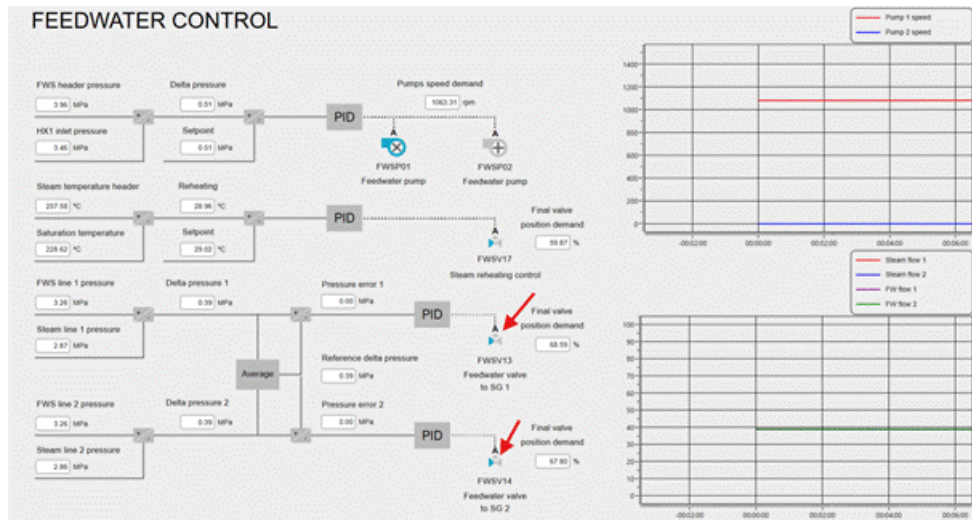 FEEDWATER CONTROL
Pump 1 speed
Pump 2 speed
FWS header pressure
3.96 MPa
Delta pressure
0.51 MPa
Pumps speed demand
1063.31 rpm
PID
HX1 inlet pressure
3.46 MPa
Setpoint
0.51 MPa
A
A
FWSP01
Feedwater pump
FWSP02
Feedwater pump
1400
1200
1000
800
600
400
200
0
-00:02:00
00:00:00
00:02:00
00:04:00
00:06:00
Steam temperature header
257.58 ºC
Reheating
28.96 ºC
PID
Saturation temperature
228.62 ºC
Setpoint
29.02 ºC
Final valve
position demand
59.87 %
A
FWSV17
Steam reheating control
Steam flow 1
Steam flow 2
FW flow 1
FW flow 2
FWS line 1 pressure
3.26 MPa
Delta pressure 1
0.39 MPa
Pressure error 1
0.00 MPa
PID
Steam line 1 pressure
2.87 MPa
Final valve
position demand
68.59 %
A
FWSV13
Feedwater valve
to SG 1
Average
Reference delta pressure
0.39 MPa
FWS line 2 pressure
3.26 MPa
Delta pressure 2
0.39 MPa
Pressure error 2
0.00 MPa
PID
Steam line 2 pressure
2.86 MPa
Final valve
position demand
67.80 %
A
FWSV14
Feedwater valve
to SG 2
100
90
80
70
60
50
40
30
20
10
0
-00:02:00
00:00:00
00:02:00
00:04:00
00:06:00